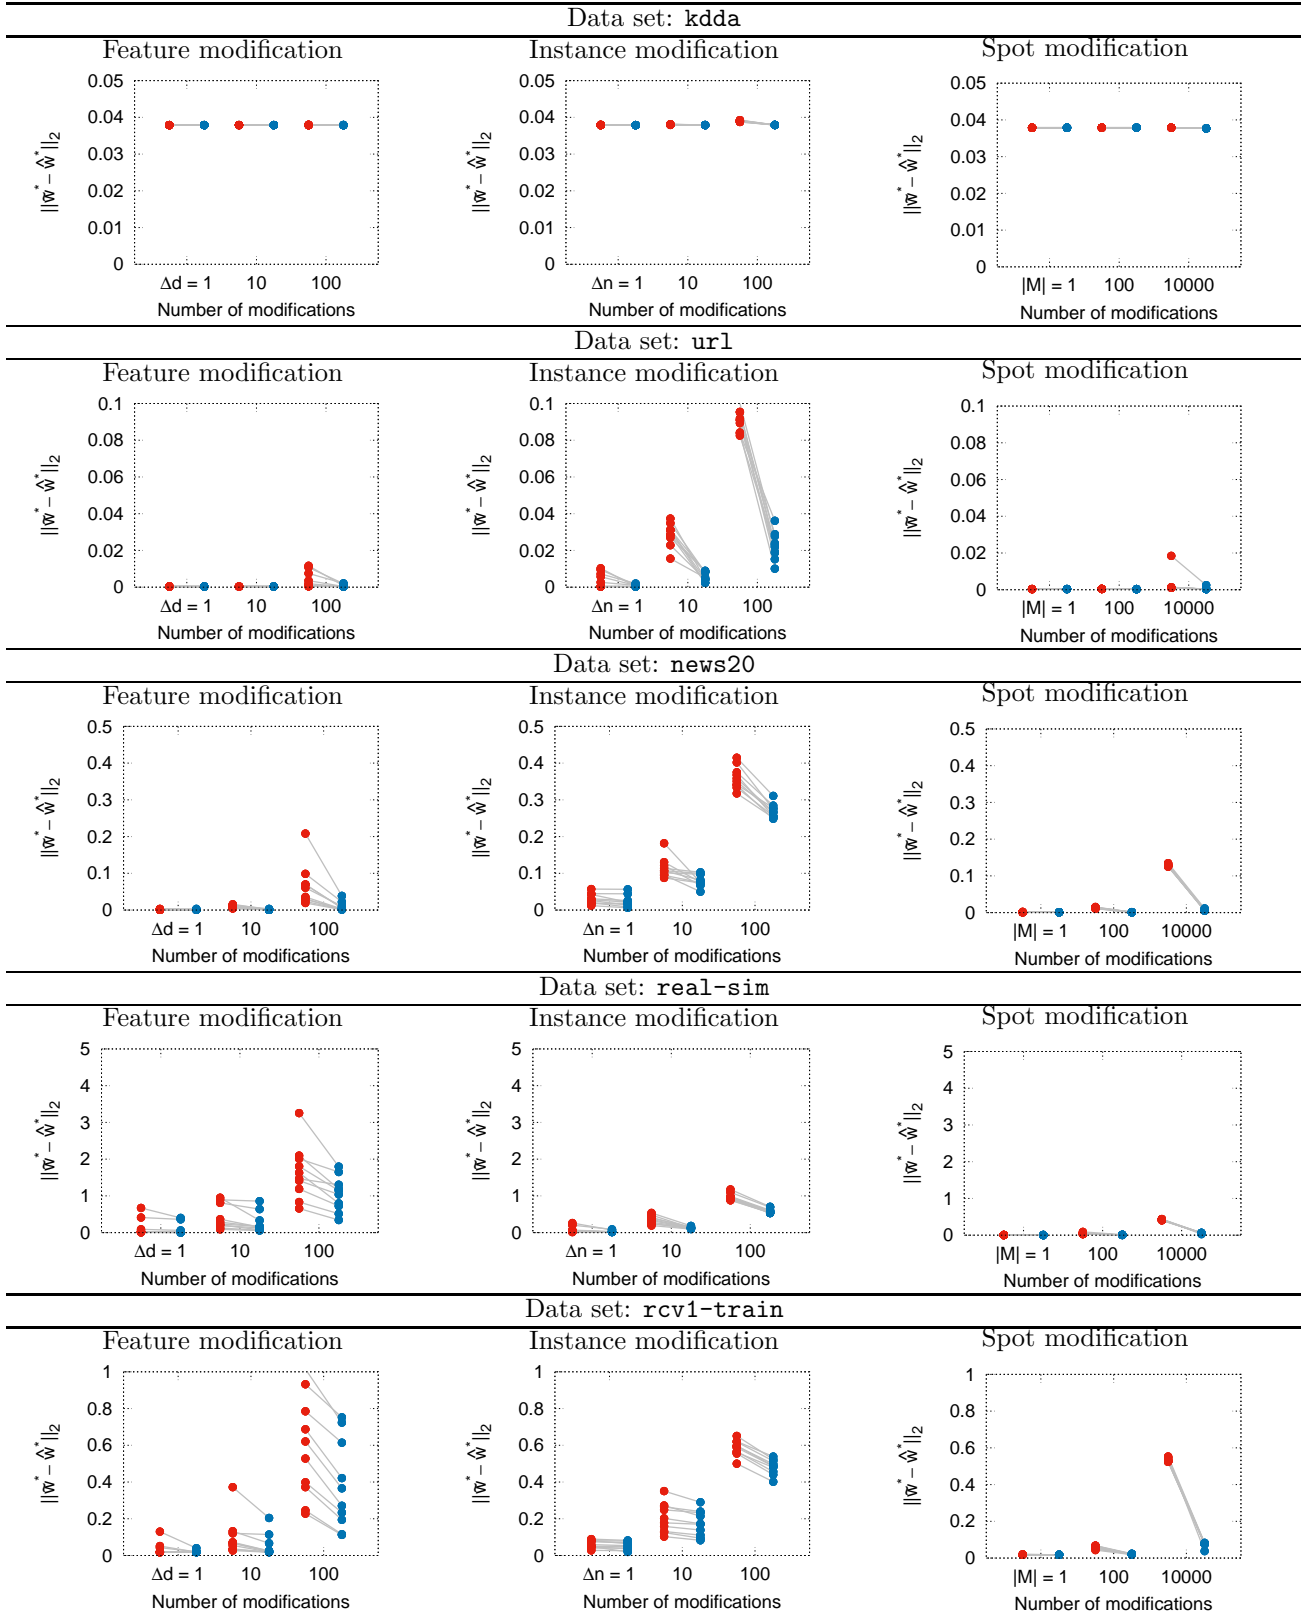 Data set: kdda
Feature modification
0.05
0.04
0.03
0.02
0.01
0
||w̃* – ŵ*||₂
Δd = 1 10 100
Number of modifications
Instance modification
0.05
0.04
0.03
0.02
0.01
0
||w̃* – ŵ*||₂
Δn = 1 10 100
Number of modifications
Spot modification
0.05
0.04
0.03
0.02
0.01
0
||w̃* – ŵ*||₂
|M| = 1 100 10000
Number of modifications
Data set: url
Feature modification
0.1
0.08
0.06
0.04
0.02
0
||w̃* – ŵ*||₂
Δd = 1 10 100
Number of modifications
Instance modification
0.1
0.08
0.06
0.04
0.02
0
||w̃* – ŵ*||₂
Δn = 1 10 100
Number of modifications
Spot modification
0.1
0.08
0.06
0.04
0.02
0
||w̃* – ŵ*||₂
|M| = 1 100 10000
Number of modifications
Data set: news20
Feature modification
0.5
0.4
0.3
0.2
0.1
0
||w̃* – ŵ*||₂
Δd = 1 10 100
Number of modifications
Instance modification
0.5
0.4
0.3
0.2
0.1
0
||w̃* – ŵ*||₂
Δn = 1 10 100
Number of modifications
Spot modification
0.5
0.4
0.3
0.2
0.1
0
||w̃* – ŵ*||₂
|M| = 1 100 10000
Number of modifications
Data set: real-sim
Feature modification
5
4
3
2
1
0
||w̃* – ŵ*||₂
Δd = 1 10 100
Number of modifications
Instance modification
5
4
3
2
1
0
||w̃* – ŵ*||₂
Δn = 1 10 100
Number of modifications
Spot modification
5
4
3
2
1
0
||w̃* – ŵ*||₂
|M| = 1 100 10000
Number of modifications
Data set: rcv1-train
Feature modification
1
0.8
0.6
0.4
0.2
0
||w̃* – ŵ*||₂
Δd = 1 10 100
Number of modifications
Instance modification
1
0.8
0.6
0.4
0.2
0
||w̃* – ŵ*||₂
Δn = 1 10 100
Number of modifications
Spot modification
1
0.8
0.6
0.4
0.2
0
||w̃* – ŵ*||₂
|M| = 1 100 10000
Number of modifications